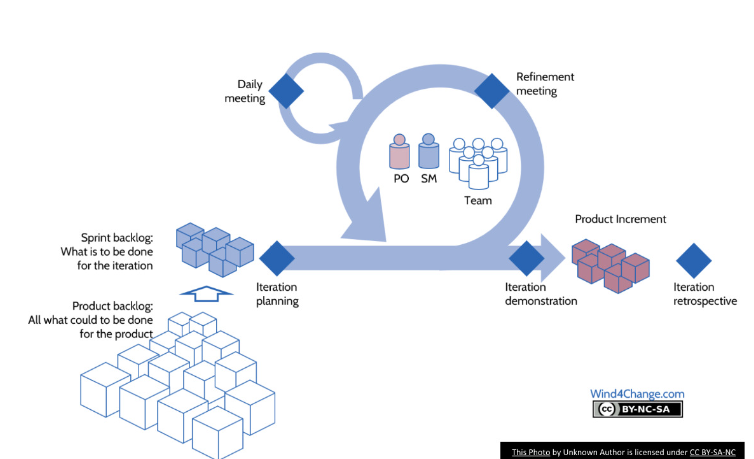 Daily
meeting
Refinement
meeting
PO
SM
Team
Product Increment
Sprint backlog:
What is to be done
for the iteration
Iteration
planning
Iteration
demonstration
Iteration
retrospective
Product backlog:
All what could to be done
for the product
Wind4Change.com
cc BY-NC-SA
This Photo by Unknown Author is licensed under CC BY-SA-NC